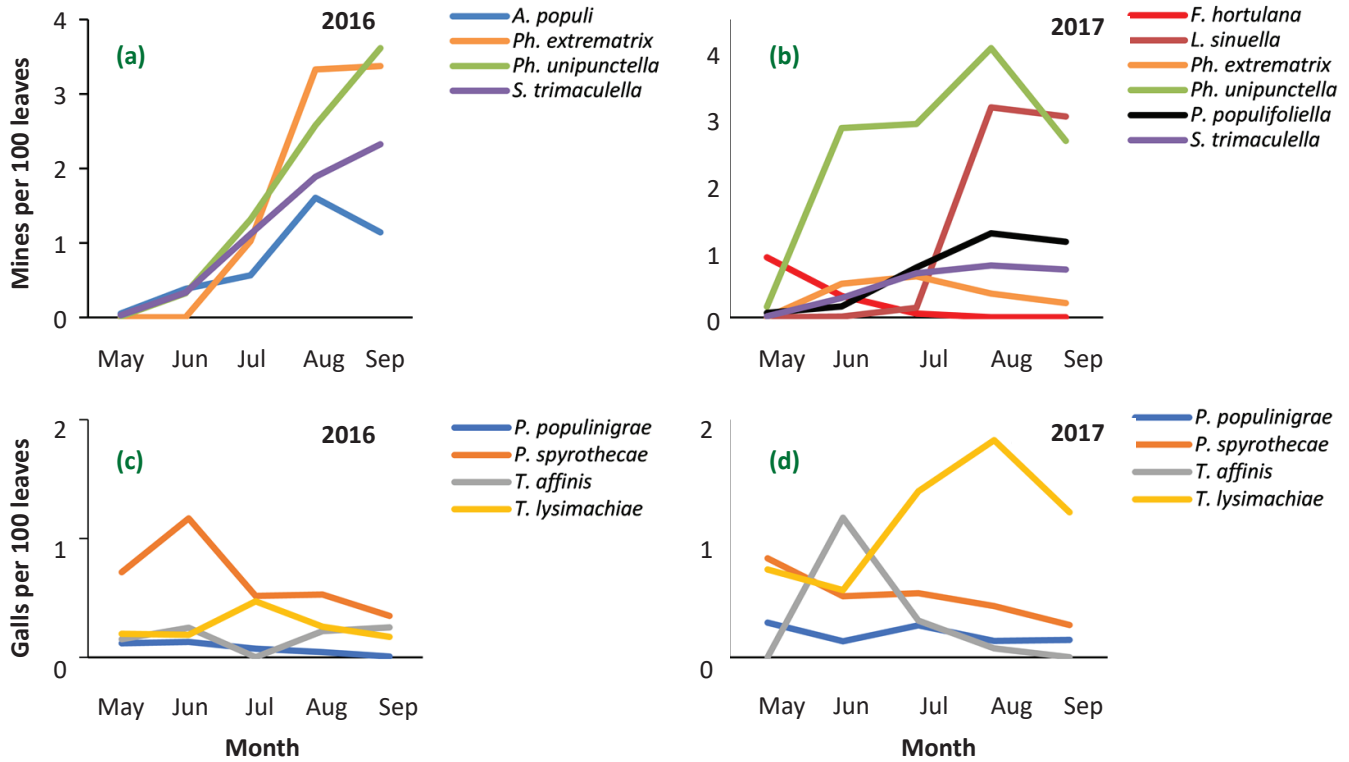 Mines per 100 leaves
4
3
2
1
0
(a)
2016
A. populi
Ph. extrematrix
Ph. unipunctella
S. trimaculella
May Jun Jul Aug Sep
4
3
2
1
0
(b)
2017
F. hortulana
L. sinuella
Ph. extrematrix
Ph. unipunctella
P. populifoliella
S. trimaculella
May Jun Jul Aug Sep
Galls per 100 leaves
2
1
0
(c)
2016
P. populinigrae
P. spyrothecae
T. affinis
T. lysimachiae
May Jun Jul Aug Sep
Month
2
1
0
(d)
2017
P. populinigrae
P. spyrothecae
T. affinis
T. lysimachiae
May Jun Jul Aug Sep
Month